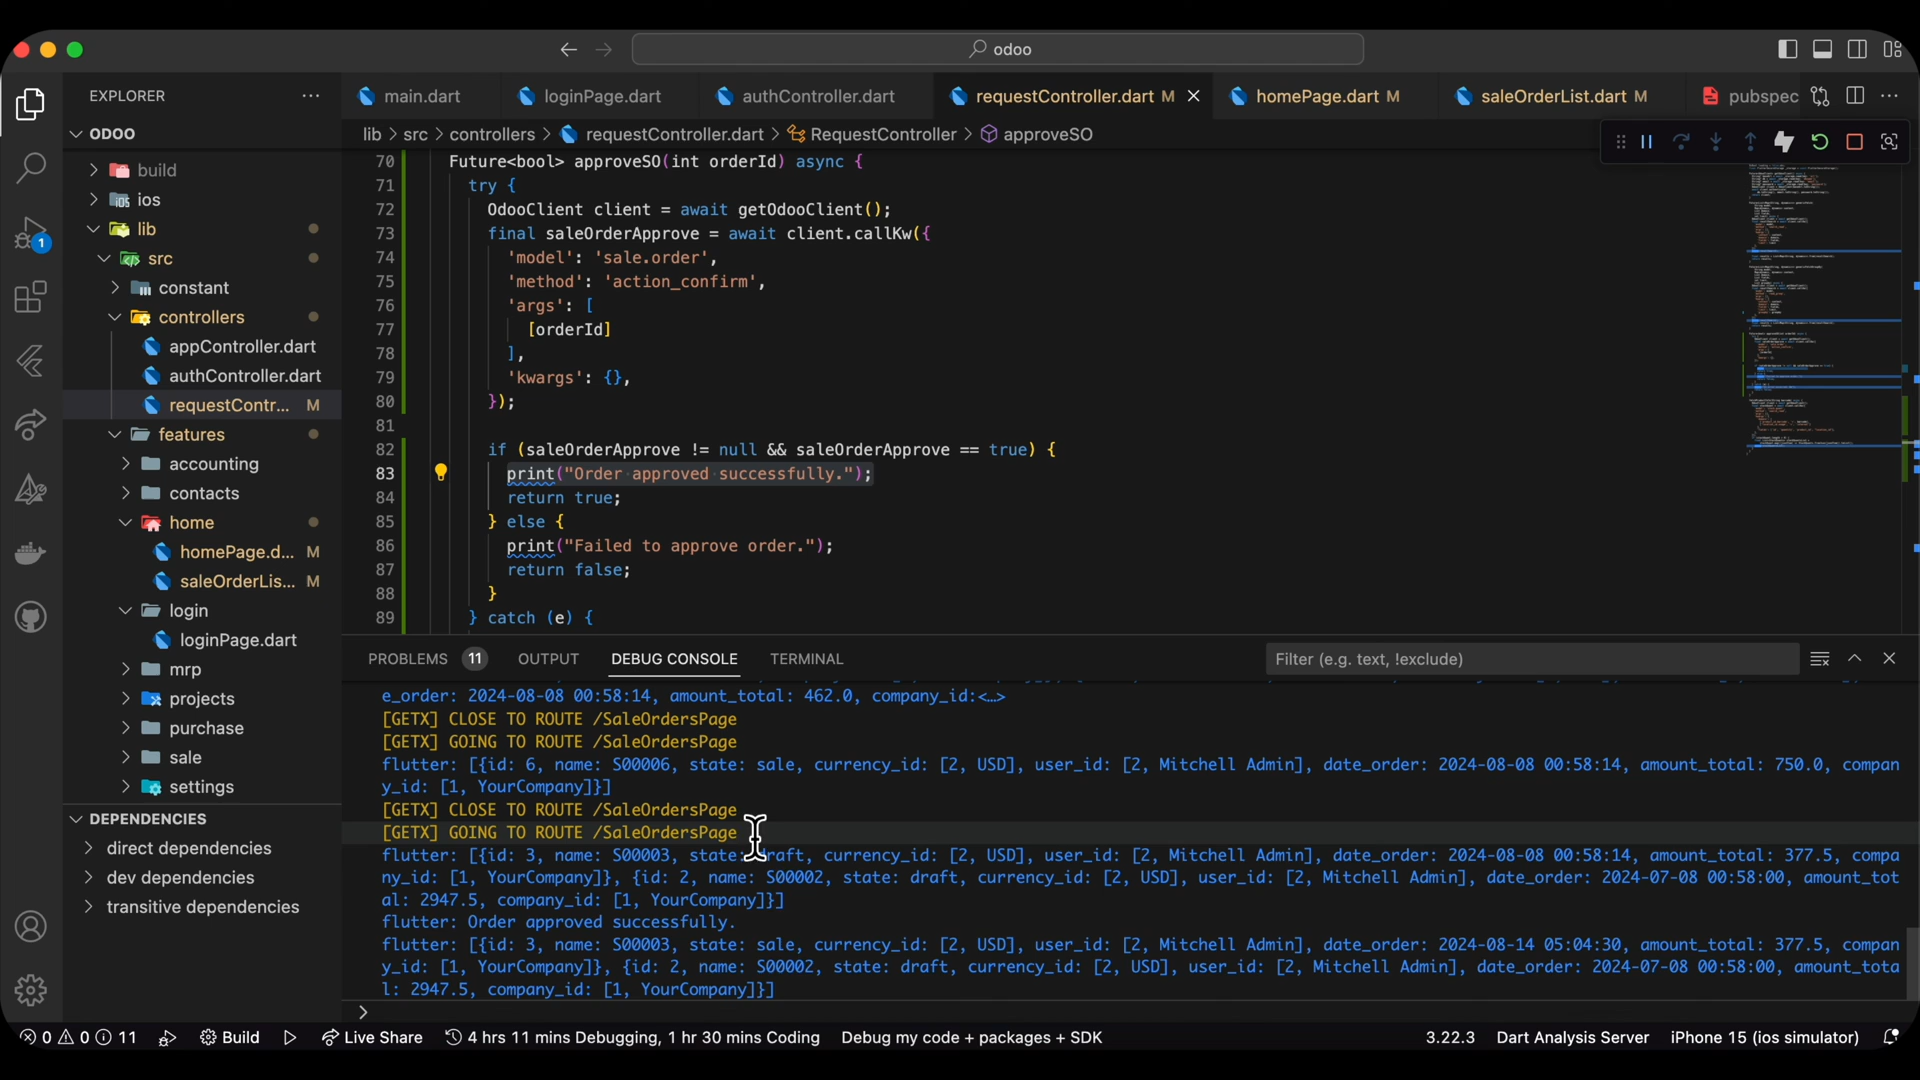 odoo
EXPLORER
main.dart
loginPage.dart
authController.dart
requestController.dart M
homePage.dart M
saleOrderList.dart M
pubspec
ODOO
lib > src > controllers > requestController.dart > RequestController > approveSO
build
ios
lib
src
constant
controllers
appController.dart
authController.dart
requestContr... M
features
accounting
contacts
home
homePage.d... M
saleOrderLis... M
login
loginPage.dart
mrp
projects
purchase
sale
settings
DEPENDENCIES
direct dependencies
dev dependencies
transitive dependencies
1
70 Future<bool> approveSO(int orderId) async {
71 try {
72 OdooClient client = await getOdooClient();
73 final saleOrderApprove = await client.callKw({
74 'model': 'sale.order',
75 'method': 'action_confirm',
76 'args': [
77 [orderId]
78 ],
79 'kwargs': {},
80 });
81
82 if (saleOrderApprove != null && saleOrderApprove == true) {
83 print("Order approved successfully.");
84 return true;
85 } else {
86 print("Failed to approve order.");
87 return false;
88 }
89 } catch (e) {
PROBLEMS 11 OUTPUT DEBUG CONSOLE TERMINAL
Filter (e.g. text, !exclude)
e_order: 2024-08-08 00:58:14, amount_total: 462.0, company_id:<…>
[GETX] CLOSE TO ROUTE /SaleOrdersPage
[GETX] GOING TO ROUTE /SaleOrdersPage
flutter: [{id: 6, name: S00006, state: sale, currency_id: [2, USD], user_id: [2, Mitchell Admin], date_order: 2024-08-08 00:58:14, amount_total: 750.0, compan
y_id: [1, YourCompany]}]
[GETX] CLOSE TO ROUTE /SaleOrdersPage
[GETX] GOING TO ROUTE /SaleOrdersPage
flutter: [{id: 3, name: S00003, state: draft, currency_id: [2, USD], user_id: [2, Mitchell Admin], date_order: 2024-08-08 00:58:14, amount_total: 377.5, compa
ny_id: [1, YourCompany]}, {id: 2, name: S00002, state: draft, currency_id: [2, USD], user_id: [2, Mitchell Admin], date_order: 2024-07-08 00:58:00, amount_tot
al: 2947.5, company_id: [1, YourCompany]}]
flutter: Order approved successfully.
flutter: [{id: 3, name: S00003, state: sale, currency_id: [2, USD], user_id: [2, Mitchell Admin], date_order: 2024-08-14 05:04:30, amount_total: 377.5, compan
y_id: [1, YourCompany]}, {id: 2, name: S00002, state: draft, currency_id: [2, USD], user_id: [2, Mitchell Admin], date_order: 2024-07-08 00:58:00, amount_tota
l: 2947.5, company_id: [1, YourCompany]}]
0 0 11 Build Live Share 4 hrs 11 mins Debugging, 1 hr 30 mins Coding Debug my code + packages + SDK 3.22.3 Dart Analysis Server iPhone 15 (ios simulator)